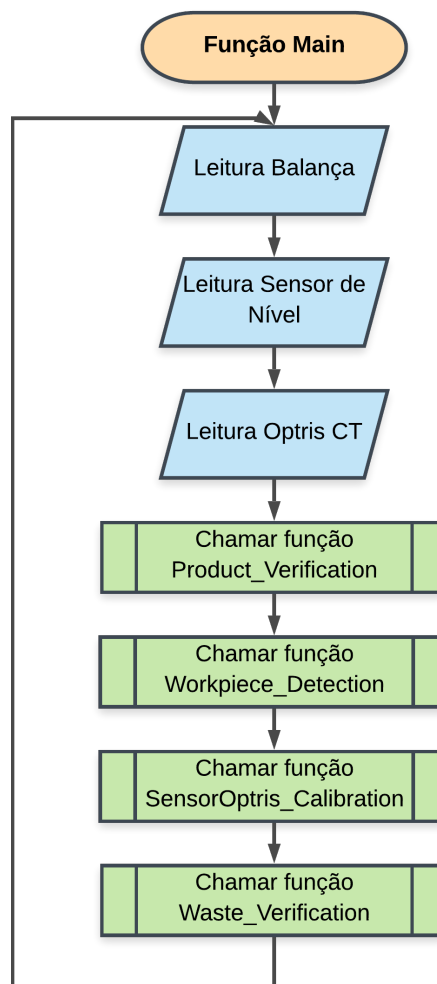 Função Main
Leitura Balança
Leitura Sensor de
Nível
Leitura Optris CT
Chamar função
Product_Verification
Chamar função
Workpiece_Detection
Chamar função
SensorOptris_Calibration
Chamar função
Waste_Verification